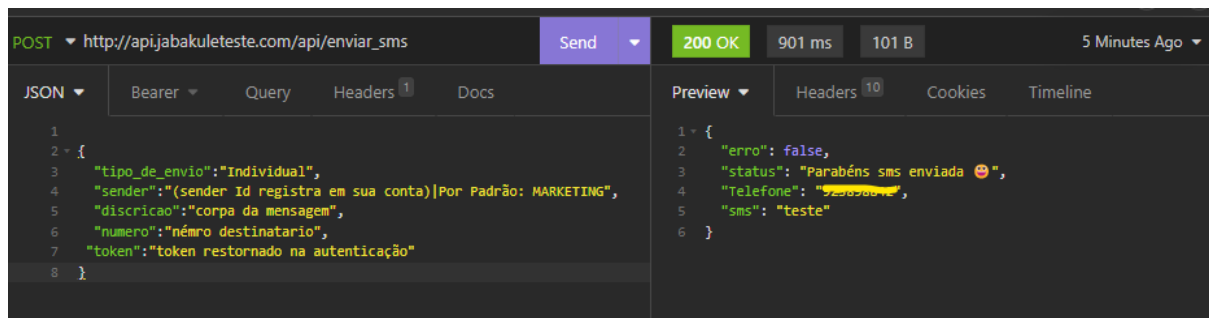 POST http://api.jabakuleteste.com/api/enviar_sms Send 200 OK 901 ms 101 B 5 Minutes Ago
JSON Bearer Query Headers 1 Docs Preview Headers 10 Cookies Timeline
1
2 {
3 "tipo_de_envio":"Individual",
4 "sender":"(sender Id registra em sua conta)|Por Padrão: MARKETING",
5 "discricao":"corpa da mensagem",
6 "numero":"némro destinatario",
7 "token":"token restornado na autenticação"
8 }
1 {
2 "erro": false,
3 "status": "Parabéns sms enviada 😀",
4 "Telefone": "",
5 "sms": "teste"
6 }